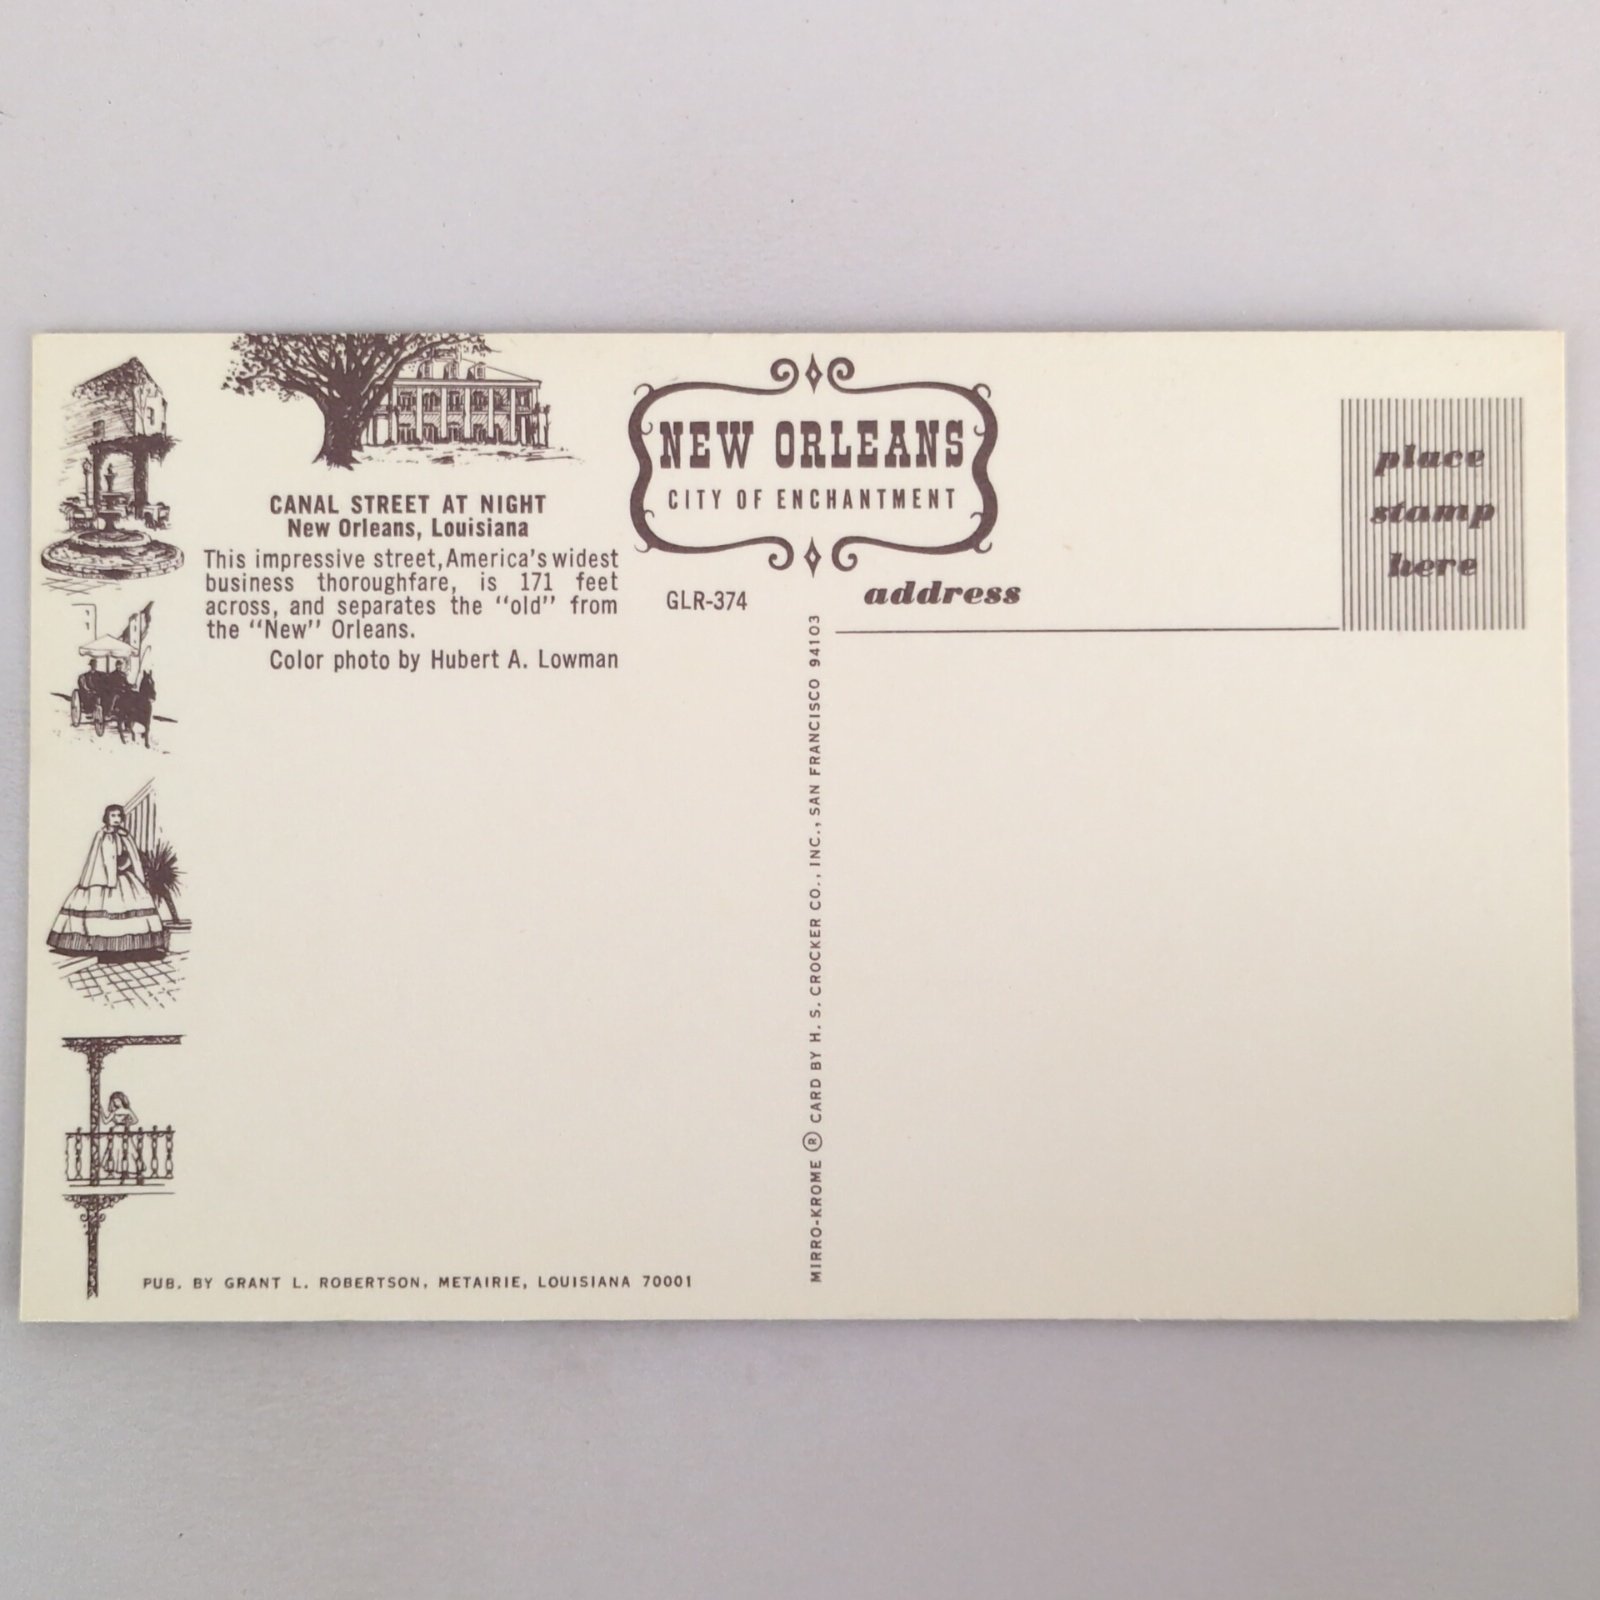 CANAL STREET AT NIGHT
New Orleans, Louisiana
This impressive street, America's widest
business thoroughfare, is 171 feet
across, and separates the "old" from
the "New" Orleans.
Color photo by Hubert A. Lowman
NEW ORLEANS
CITY OF ENCHANTMENT
GLR-374
address
place
stamp
here
MIRRO-KROME ® CARD BY H. S. CROCKER CO., INC., SAN FRANCISCO 94103
PUB. BY GRANT L. ROBERTSON, METAIRIE, LOUISIANA 70001